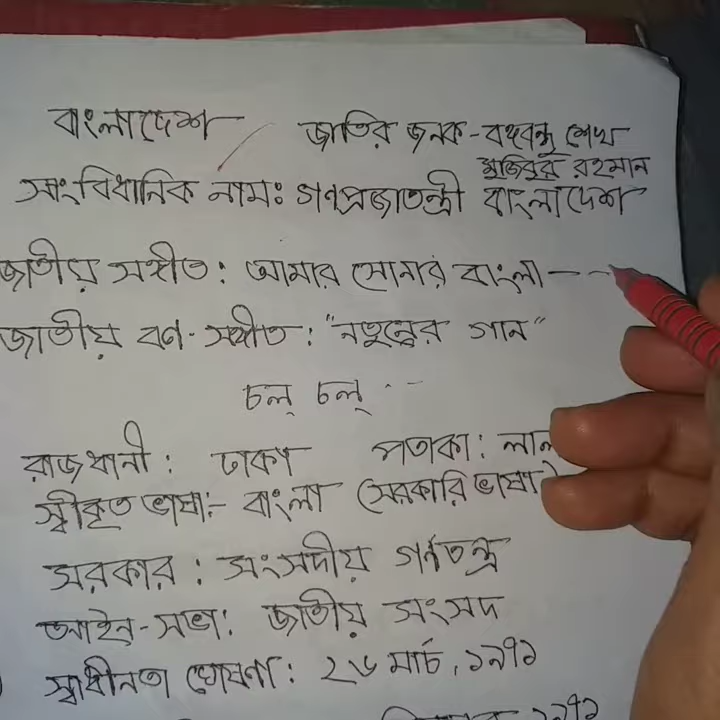 বাংলাদেশ জাতির জনক - বঙ্গবন্ধু শেখ
মুজিবুর রহমান
সাংবিধানিক নাম: গণপ্রজাতন্ত্রী বাংলাদেশ
জাতীয় সঙ্গীত: আমার সোনার বাংলা - --
জাতীয় রণ-সঙ্গীত: "নতুনের গান"
চল্ চল্ --
রাজধানী: ঢাকা পতাকা: লাল
স্বীকৃত ভাষা:- বাংলা (সরকারি ভাষা)
সরকার: সংসদীয় গণতন্ত্র
আইন-সভা: জাতীয় সংসদ
স্বাধীনতা ঘোষণা: ২৬ মার্চ, ১৯৭১
১৯৭১